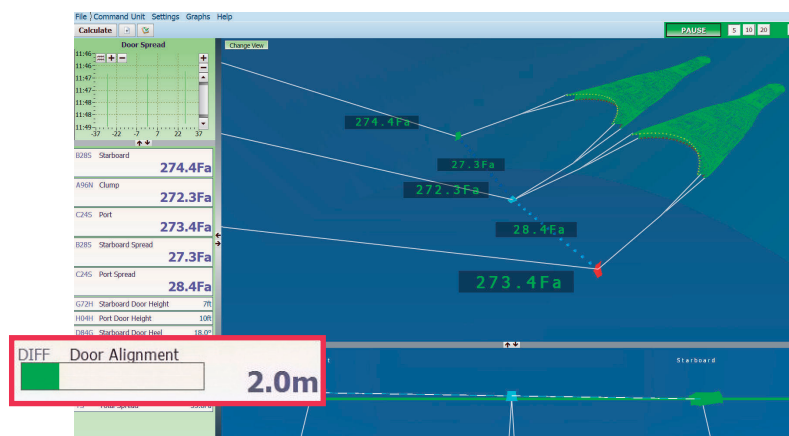 File Command Unit Settings Graphs Help
Calculate
PAUSE 5 10 20
Door Spread
Change View
11:46
11:46
11:47
11:47
11:48
11:48
11:49
-37 -22 -7 7 22 37
B285 Starboard
274.4Fa
A96N Clump
272.3Fa
C245 Port
273.4Fa
B285 Starboard Spread
27.3Fa
C245 Port Spread
28.4Fa
G72H Starboard Door Height 7ft
H04H Port Door Height 10ft
D84G Starboard Door Heel 18.0°
DIFF Door Alignment
2.0m
274.4Fa
27.3Fa
272.3Fa
28.4Fa
273.4Fa
Starboard